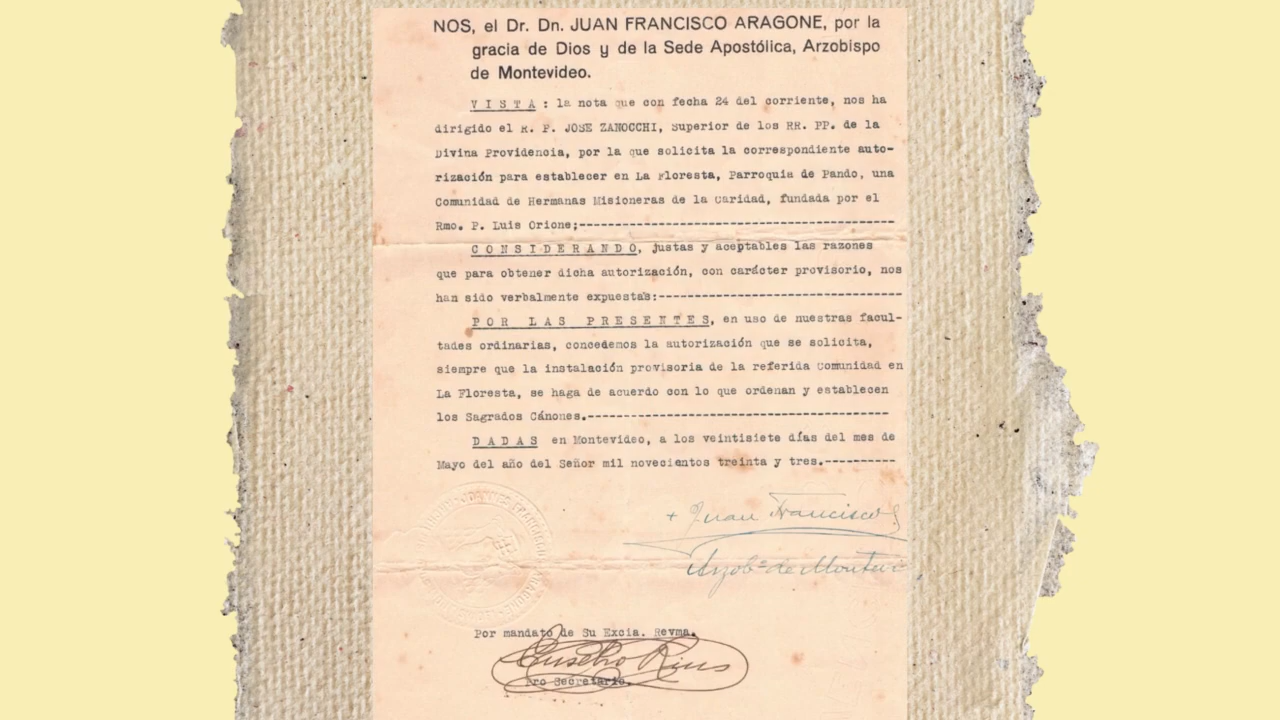 NOS, el Dr. Dn. JUAN FRANCISCO ARAGONE, por la
gracia de Dios y de la Sede Apostólica, Arzobispo
de Montevideo.
VISTA: la nota que con fecha 24 del corriente, nos ha
dirigido el R. P. JOSE ZANOCCHI, Superior de los RR. PP. de la
Divina Providencia, por la que solicita la correspondiente auto-
rización para establecer en La Floresta, Parroquia de Pando, una
Comunidad de Hermanas Misioneras de la Caridad, fundada por el
Rmo. P. Luis Orione;-----------------------------------------
CONSIDERANDO, justas y aceptables las razones
que para obtener dicha autorización, con carácter provisorio, nos
han sido verbalmente expuestas:-------------------------------
POR LAS PRESENTES, en uso de nuestras facul-
tades ordinarias, concedemos la autorización que se solicita,
siempre que la instalación provisoria de la referida Comunidad en
La Floresta, se haga de acuerdo con lo que ordenan y establecen
los Sagrados Cánones.---------------------------------------
DADAS en Montevideo, a los veintisiete días del mes de
Mayo del año del Señor mil novecientos treinta y tres.----------
+ Juan Francisco
Arzobº de Montevi
Por mandato de Su Excia. Revma.
Eusebio Rius
Pro Secretario.